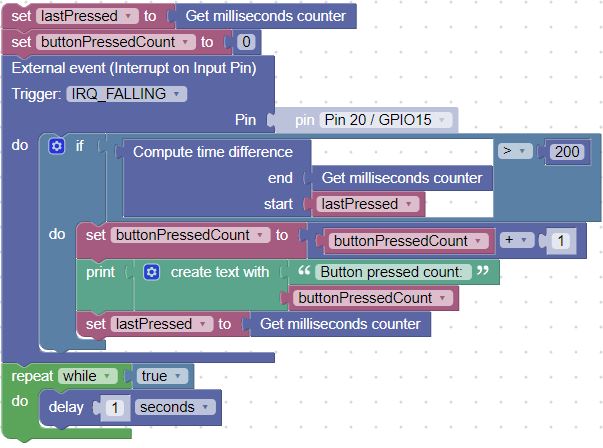 set lastPressed to Get milliseconds counter
set buttonPressedCount to 0
External event (Interrupt on Input Pin)
Trigger: IRQ_FALLING
Pin pin Pin 20 / GPIO15
do if Compute time difference > 200
end Get milliseconds counter
start lastPressed
do set buttonPressedCount to buttonPressedCount + 1
print create text with “ Button pressed count: ”
buttonPressedCount
set lastPressed to Get milliseconds counter
repeat while true
do delay 1 seconds